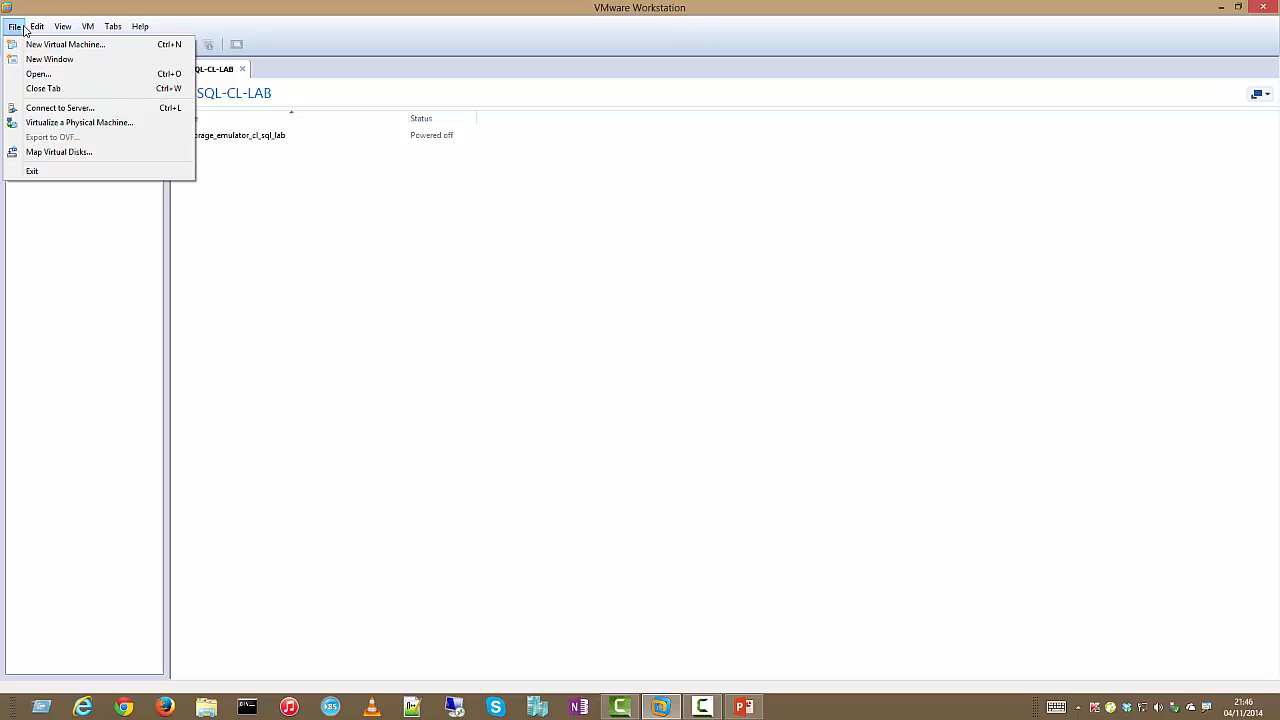 VMware Workstation
File Edit View VM Tabs Help
New Virtual Machine... Ctrl+N
New Window
Open... Ctrl+O
Close Tab Ctrl+W
Connect to Server... Ctrl+L
Virtualize a Physical Machine...
Export to OVF...
Map Virtual Disks...
Exit
QL-CL-LAB
SQL-CL-LAB
Status
orage_emulator_cl_sql_lab Powered off
21:46
04/11/2014